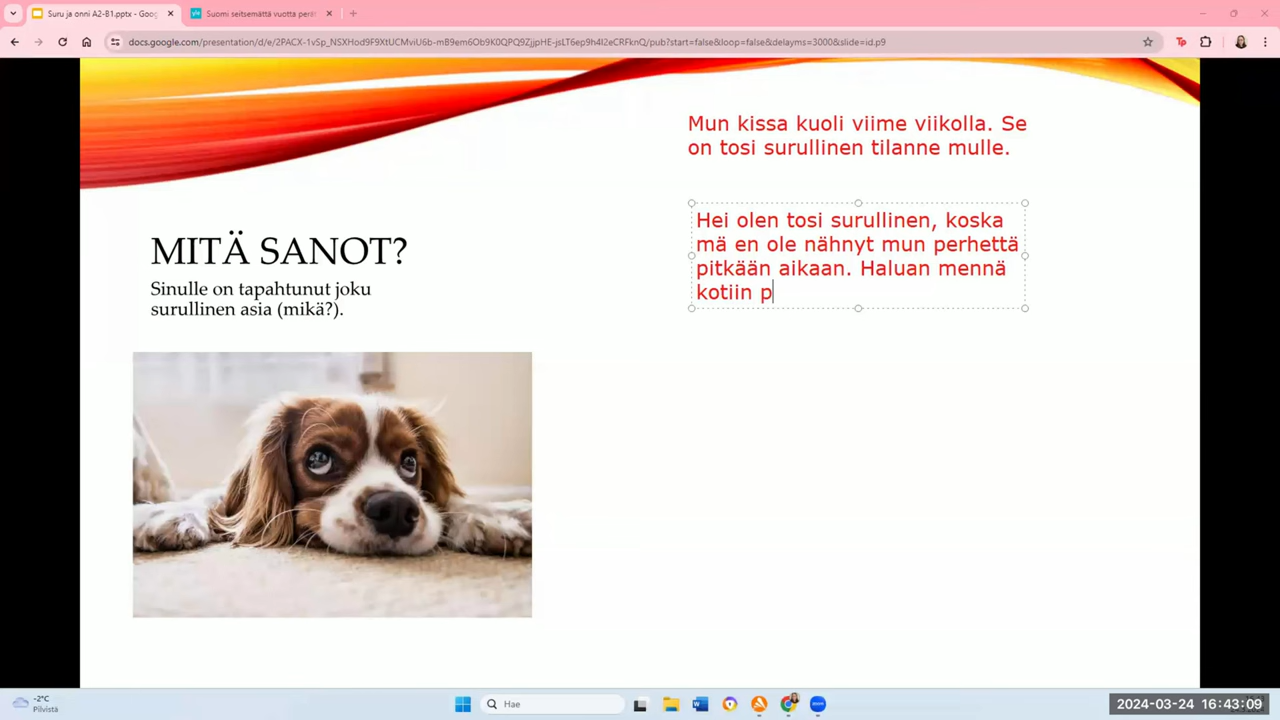 Suru ja onni A2-B1.pptx - Goog
Suomi seitsemättä vuotta perät
docs.google.com/presentation/d/e/2PACX-1vSp_NSXHod9F9XtUCMviU6b-mB9em6Ob9K0QPQ9ZjjpHE-jsLT6ep9h4I2eCRFknQ/pub?start=false&loop=false&delayms=3000&slide=id.p9
Mun kissa kuoli viime viikolla. Se
on tosi surullinen tilanne mulle.
Hei olen tosi surullinen, koska
mä en ole nähnyt mun perhettä
pitkään aikaan. Haluan mennä
kotiin p
MITÄ SANOT?
Sinulle on tapahtunut joku
surullinen asia (mikä?).
-2°C
Pilvistä
Hae
zoom
2024-03-24 16:43:09